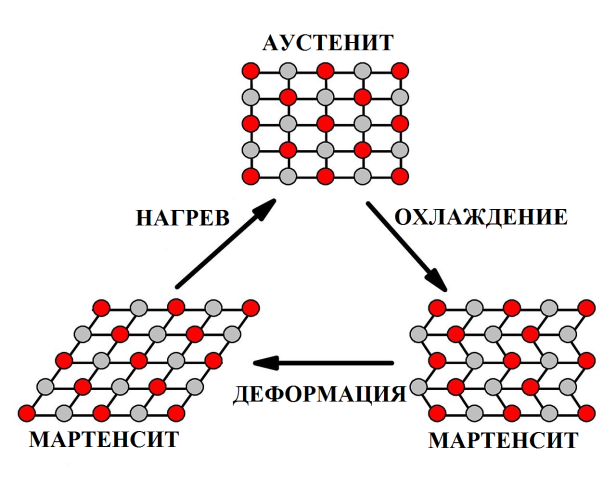 АУСТЕНИТ
НАГРЕВ
ОХЛАЖДЕНИЕ
ДЕФОРМАЦИЯ
МАРТЕНСИТ
МАРТЕНСИТ